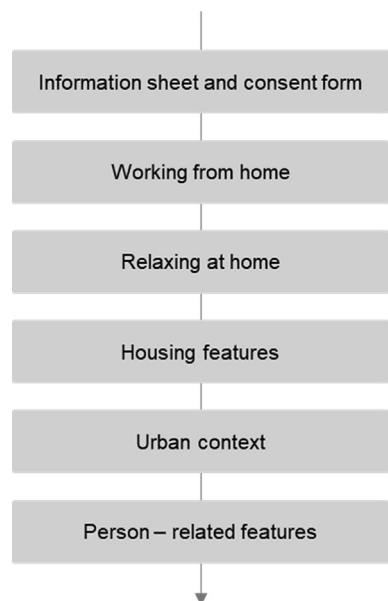 Information sheet and consent form
Working from home
Relaxing at home
Housing features
Urban context
Person – related features